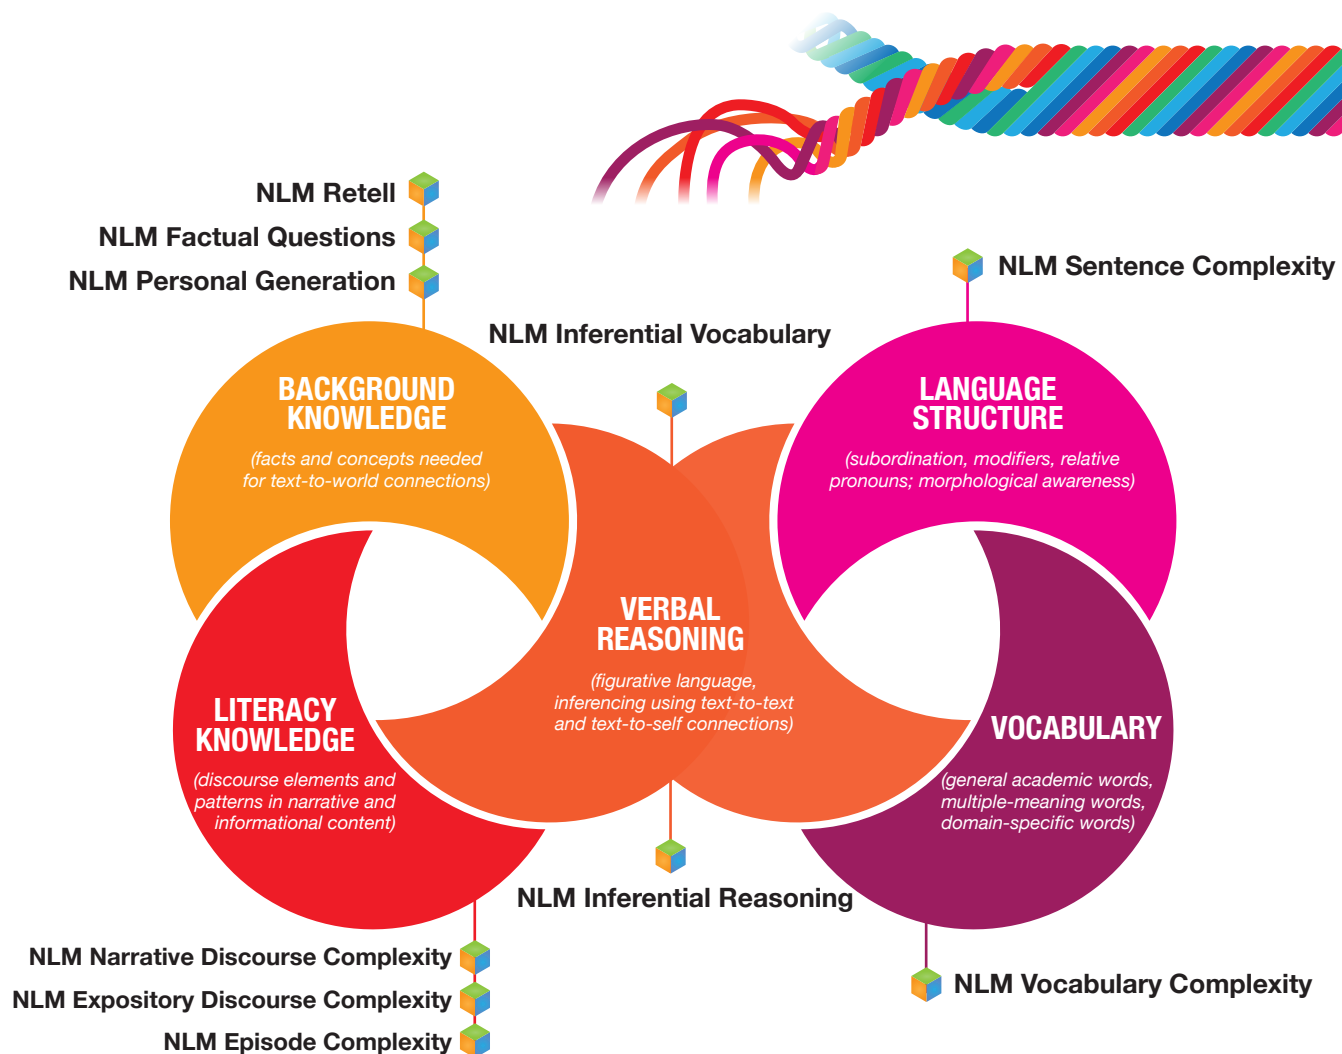 NLM Retell
NLM Factual Questions
NLM Personal Generation
NLM Sentence Complexity
NLM Inferential Vocabulary
BACKGROUND
KNOWLEDGE
(facts and concepts needed
for text-to-world connections)
LANGUAGE
STRUCTURE
(subordination, modifiers, relative
pronouns; morphological awareness)
VERBAL
REASONING
(figurative language,
inferencing using text-to-text
and text-to-self connections)
LITERACY
KNOWLEDGE
(discourse elements and
patterns in narrative and
informational content)
VOCABULARY
(general academic words,
multiple-meaning words,
domain-specific words)
NLM Inferential Reasoning
NLM Narrative Discourse Complexity
NLM Expository Discourse Complexity
NLM Episode Complexity
NLM Vocabulary Complexity